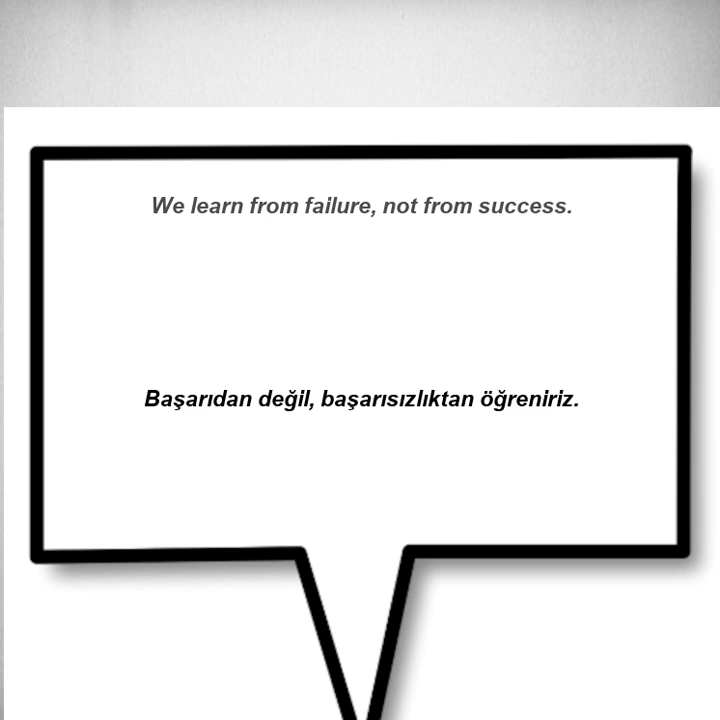 We learn from failure, not from success.
Başarıdan değil, başarısızlıktan öğreniriz.